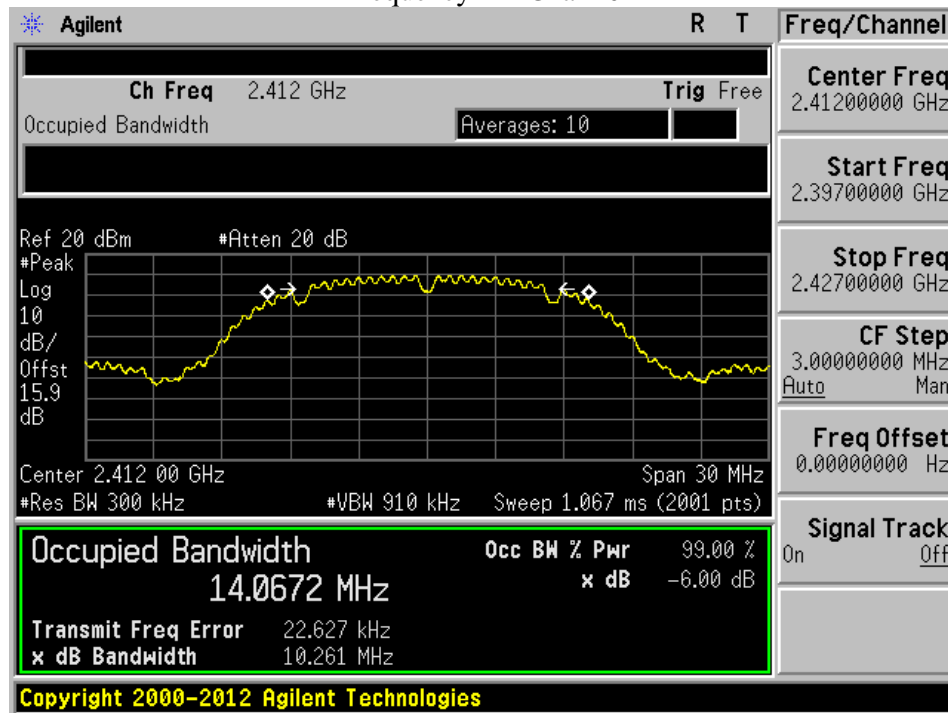 Agilent R T
Ch Freq 2.412 GHz Trig Free
Occupied Bandwidth Averages: 10
Ref 20 dBm #Atten 20 dB
#Peak
Log
10
dB/
Offst
15.9
dB
Center 2.412 00 GHz Span 30 MHz
#Res BW 300 kHz #VBW 910 kHz Sweep 1.067 ms (2001 pts)
Occupied Bandwidth Occ BW % Pwr 99.00 %
14.0672 MHz x dB -6.00 dB
Transmit Freq Error 22.627 kHz
x dB Bandwidth 10.261 MHz
Copyright 2000-2012 Agilent Technologies
Freq/Channel
Center Freq
2.41200000 GHz
Start Freq
2.39700000 GHz
Stop Freq
2.42700000 GHz
CF Step
3.00000000 MHz
Auto Man
Freq Offset
0.00000000 Hz
Signal Track
On Off